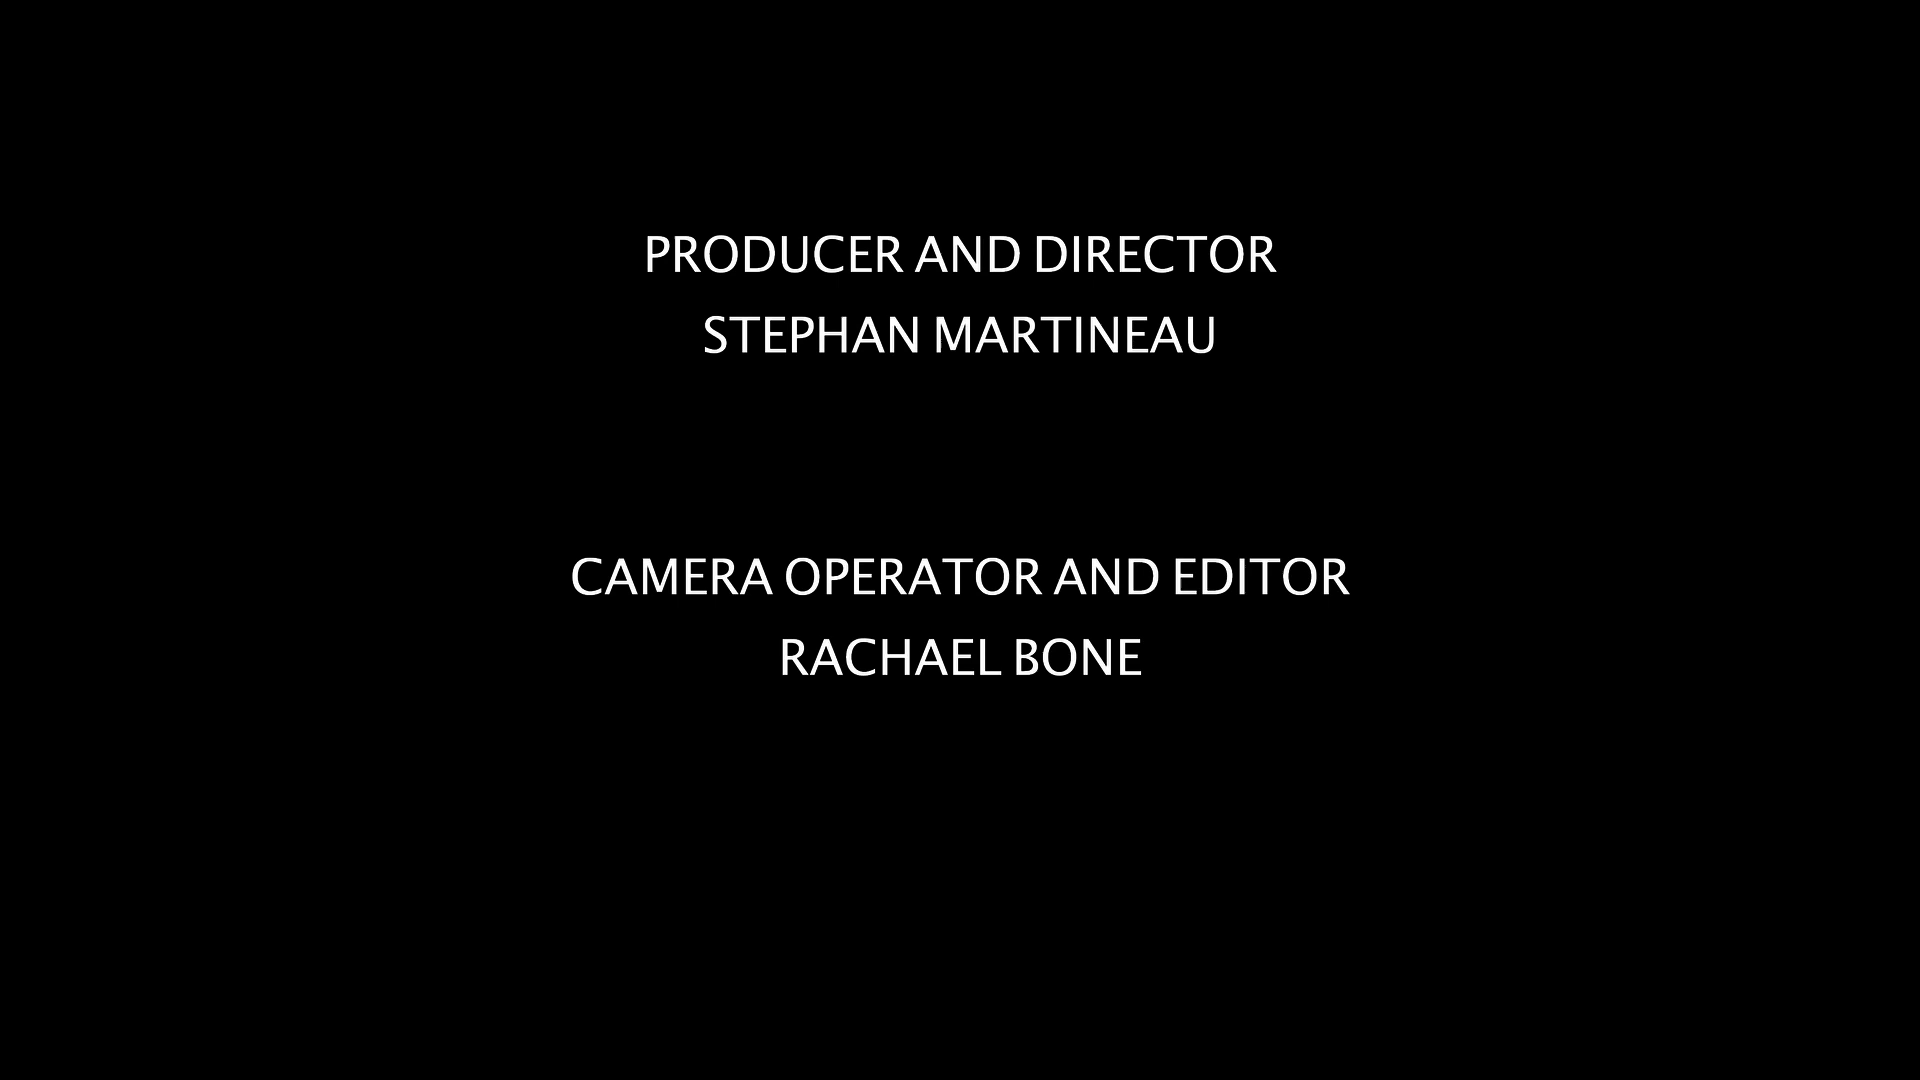 PRODUCER AND DIRECTOR
STEPHAN MARTINEAU
CAMERA OPERATOR AND EDITOR
RACHAEL BONE